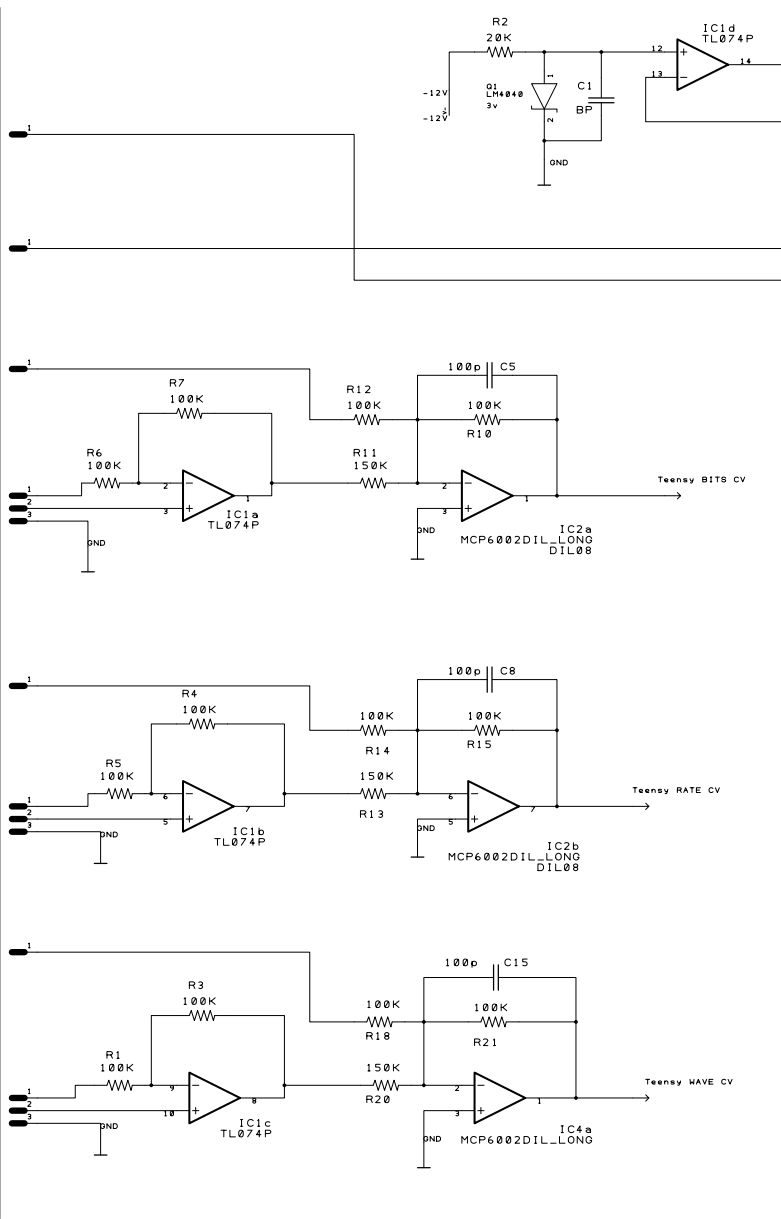 R2
20K
IC1d
TL074P
12
13
14
-12V
-12V
Q1
LM4040
3v
1
2
C1
BP
GND
1
1
1
R7
100K
R6
100K
2
3
1
IC1a
TL074P
1
2
3
GND
R12
100K
R11
150K
100p
C5
100K
R10
2
3
1
GND
IC2a
MCP6002DIL_LONG
DIL08
Teensy BITS CV
1
R4
100K
R5
100K
6
5
7
IC1b
TL074P
1
2
3
GND
100K
R14
150K
R13
100p
C8
100K
R15
6
5
7
GND
IC2b
MCP6002DIL_LONG
DIL08
Teensy RATE CV
1
R3
100K
R1
100K
9
10
8
IC1c
TL074P
1
2
3
GND
100K
R18
150K
R20
100p
C15
100K
R21
2
3
1
GND
IC4a
MCP6002DIL_LONG
Teensy WAVE CV